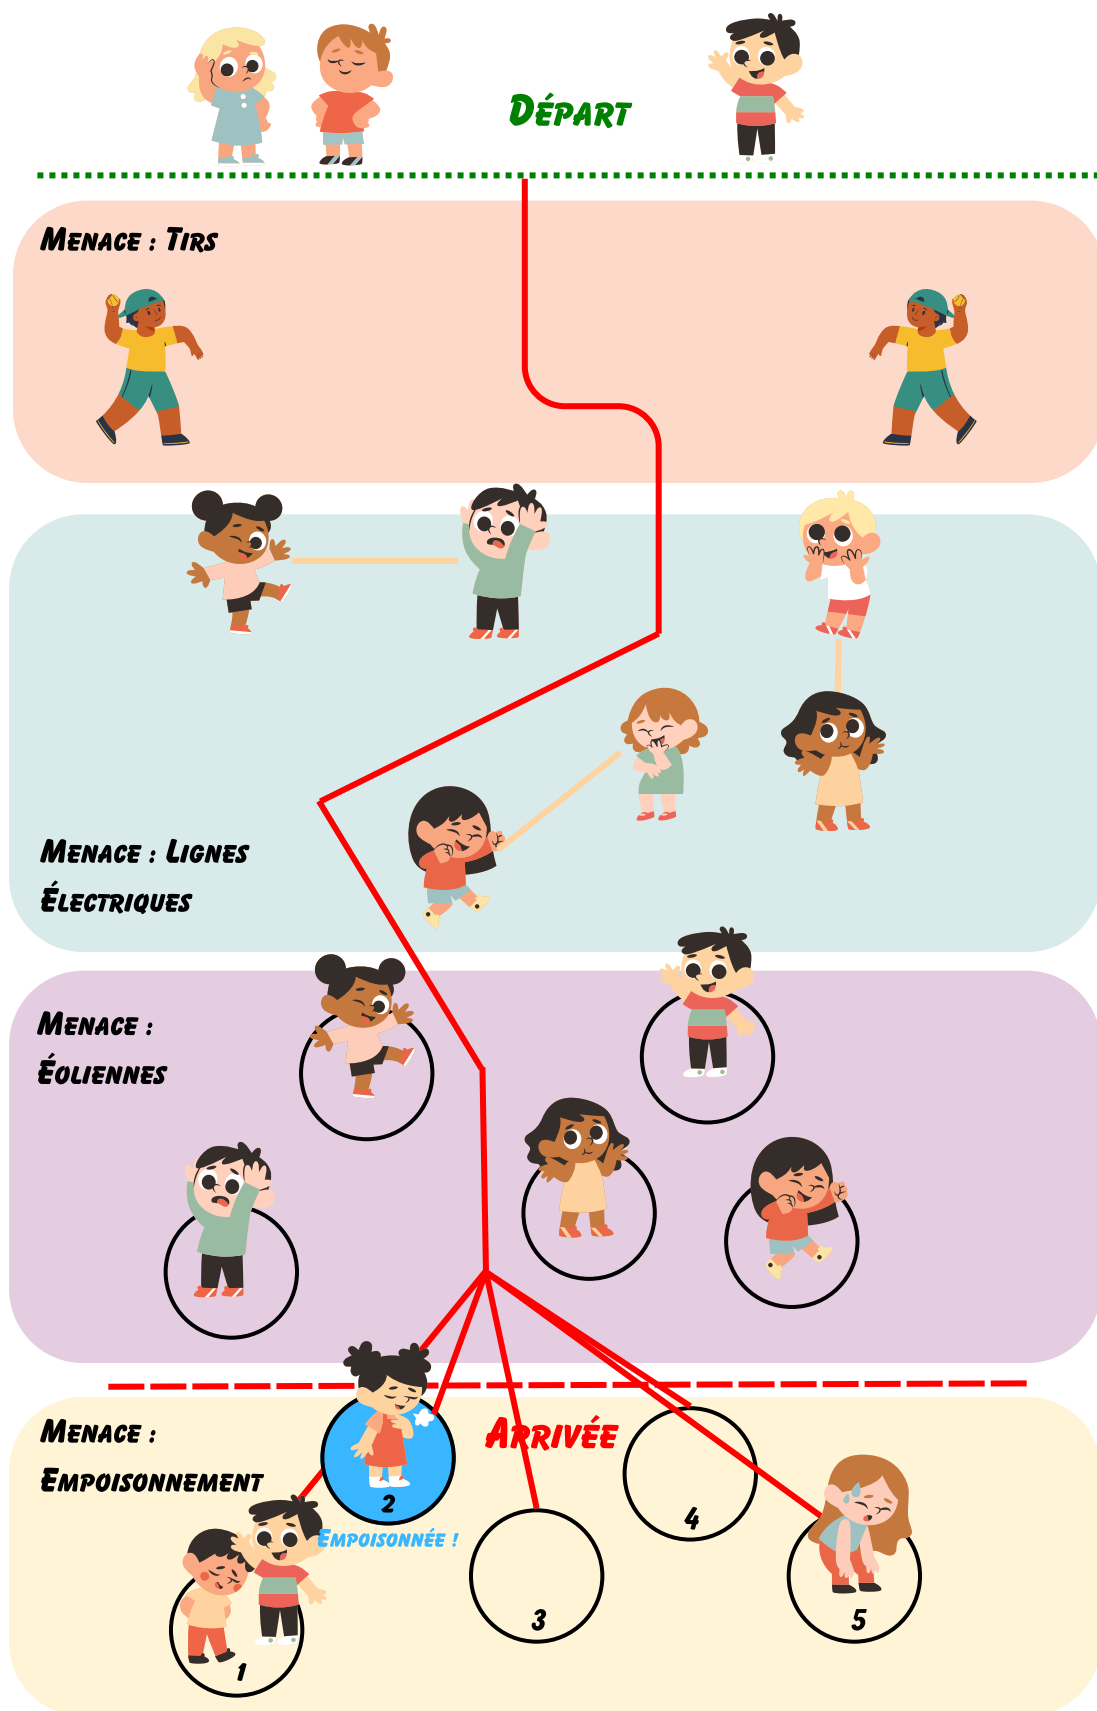 Départ
Menace : Tirs
Menace : Lignes
Électriques
Menace :
Éoliennes
Menace :
Empoisonnement
Arrivée
2
Empoisonnée !
4
3
5
1